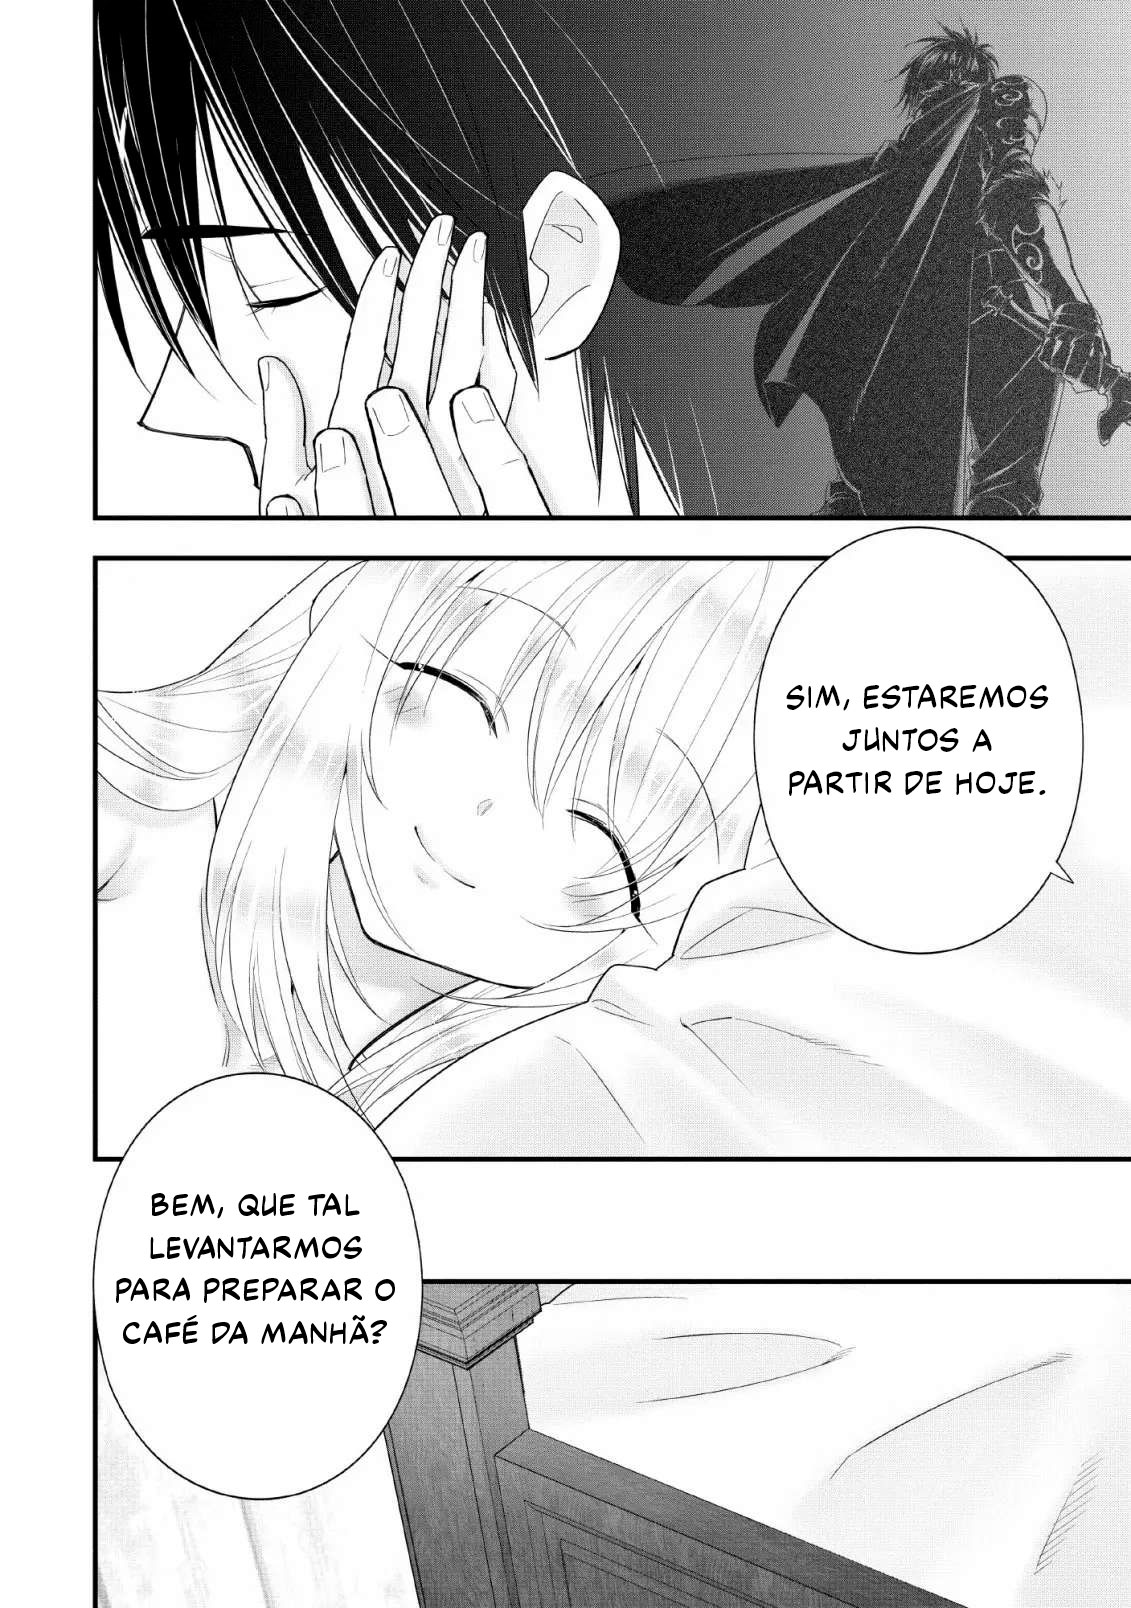 SIM, ESTAREMOS
JUNTOS A
PARTIR DE HOJE.
BEM, QUE TAL
LEVANTARMOS
PARA PREPARAR O
CAFÉ DA MANHÃ?